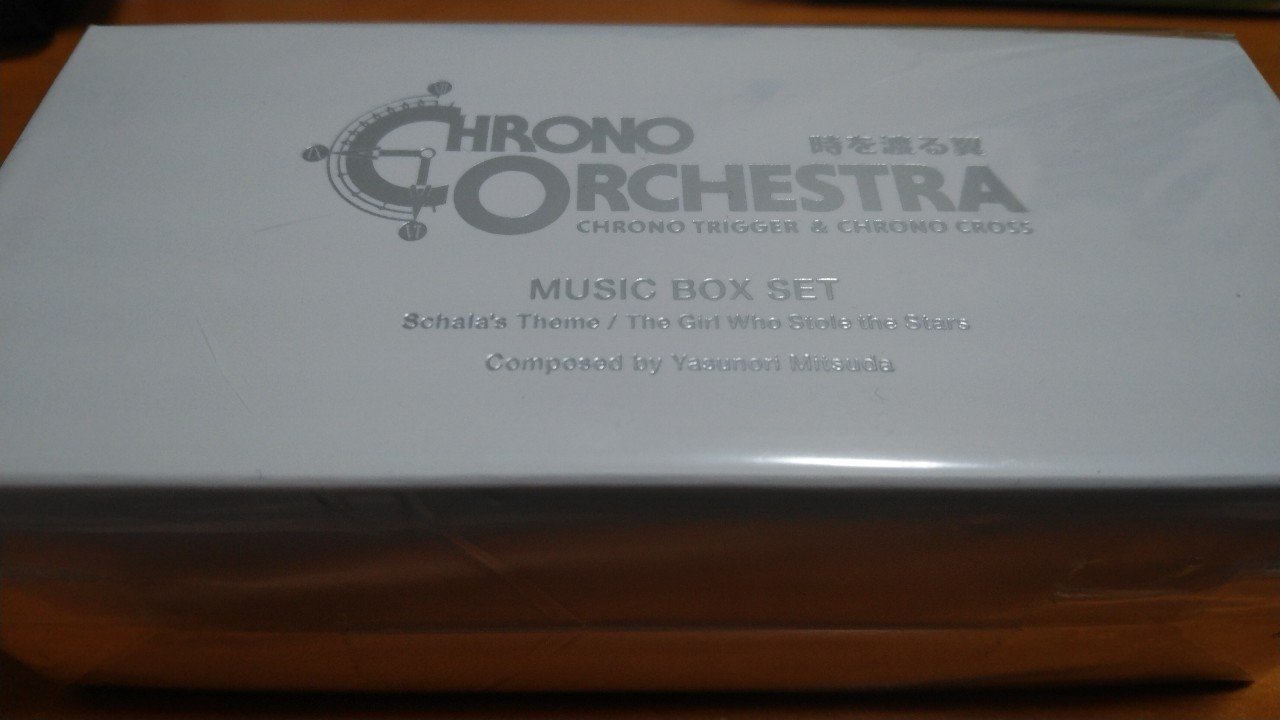 CHRONO
時を渡る翼
ORCHESTRA
CHRONO TRIGGER & CHRONO CROSS
MUSIC BOX SET
Schala's Theme / The Girl Who Stole the Stars
Composed by Yasunori Mitsuda